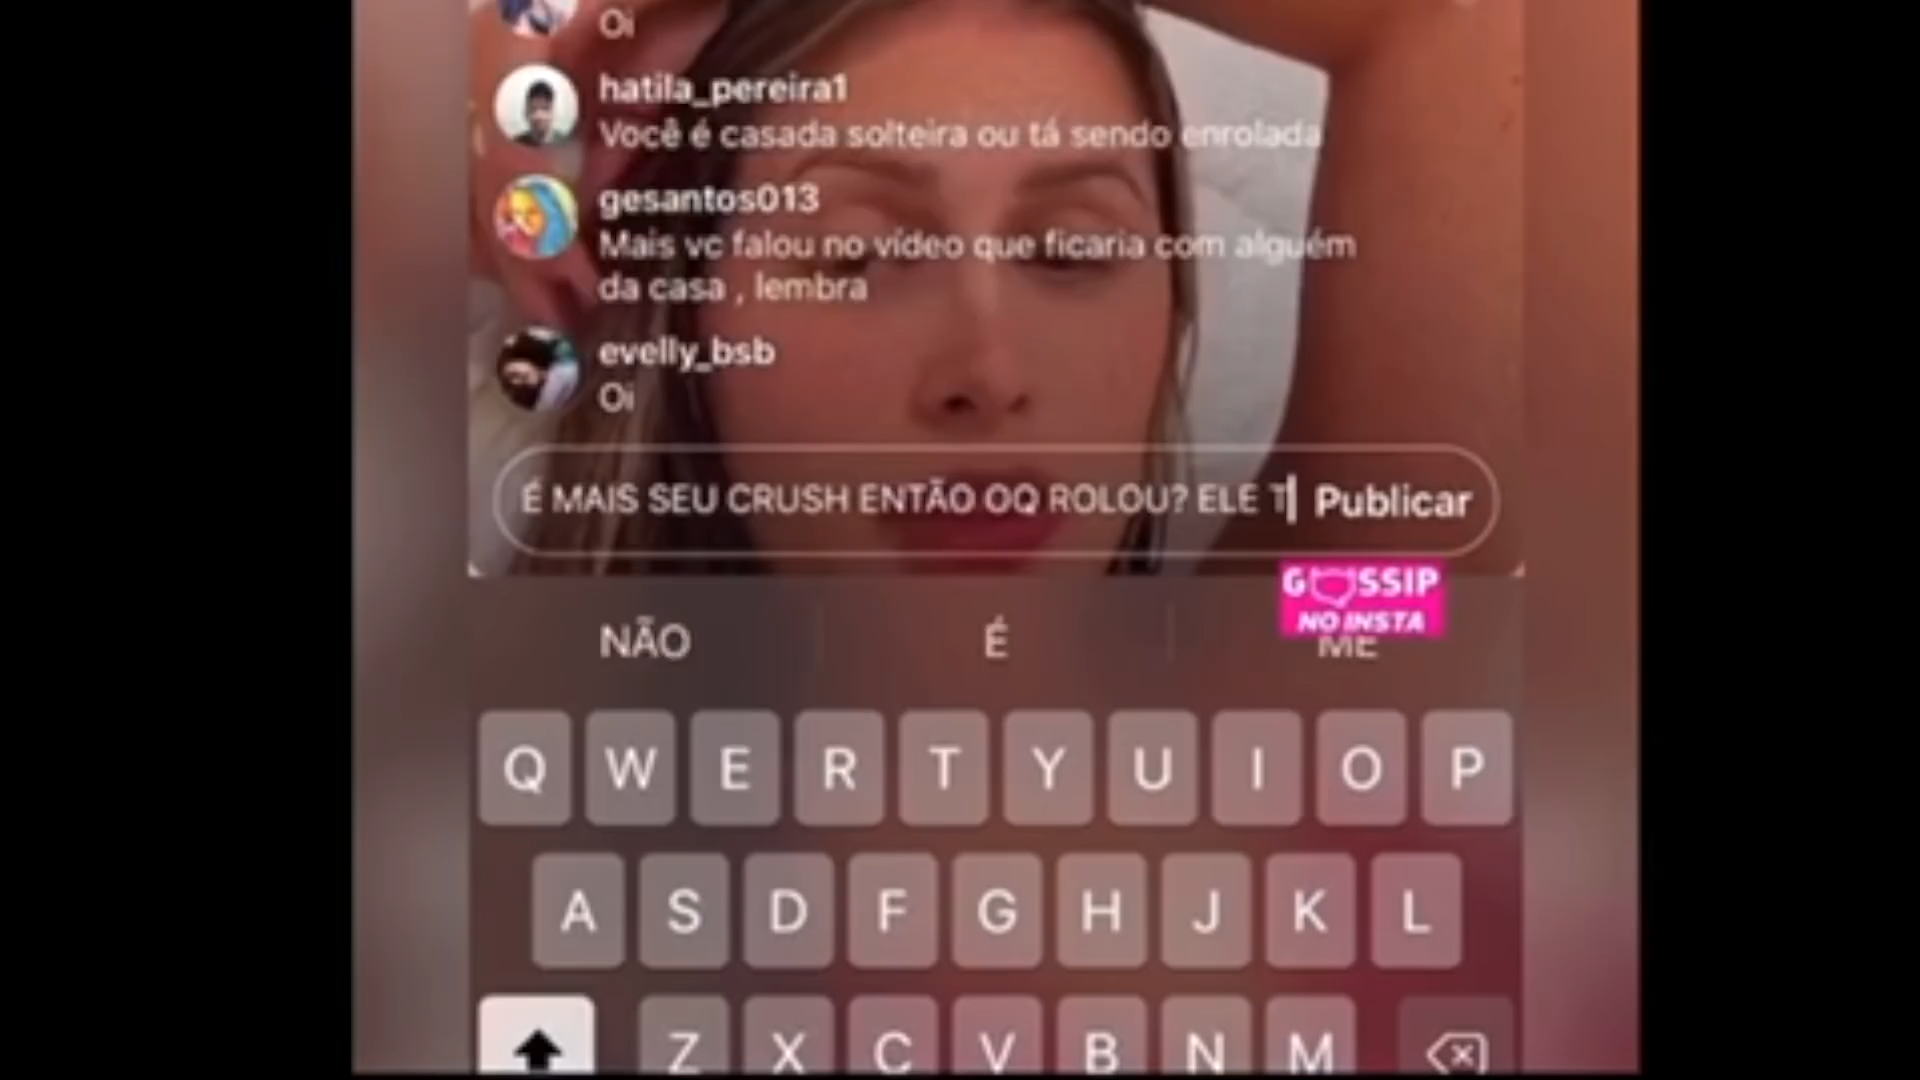 Oi
hatila_pereira1
Você é casada solteira ou tá sendo enrolada
gesantos013
Mais vc falou no vídeo que ficaria com alguém
da casa , lembra
evelly_bsb
Oi
É MAIS SEU CRUSH ENTÃO OQ ROLOU? ELE T Publicar
GOSSIP
NO INSTA
NÃO É ME
Q W E R T Y U I O P
A S D F G H J K L
Z X C V B N M